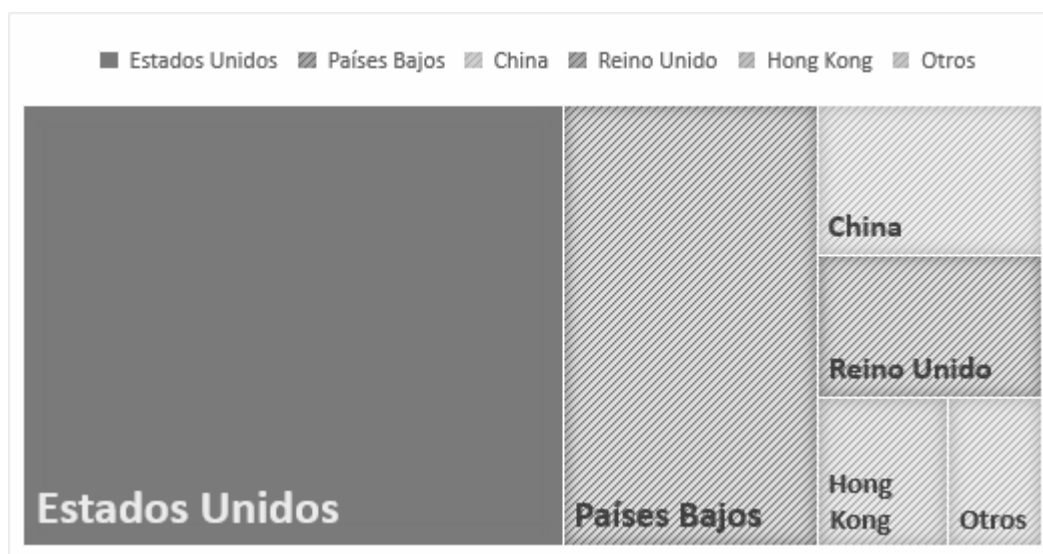 Estados Unidos Países Bajos China Reino Unido Hong Kong Otros
China
Reino Unido
Estados Unidos
Países Bajos
Hong
Kong
Otros